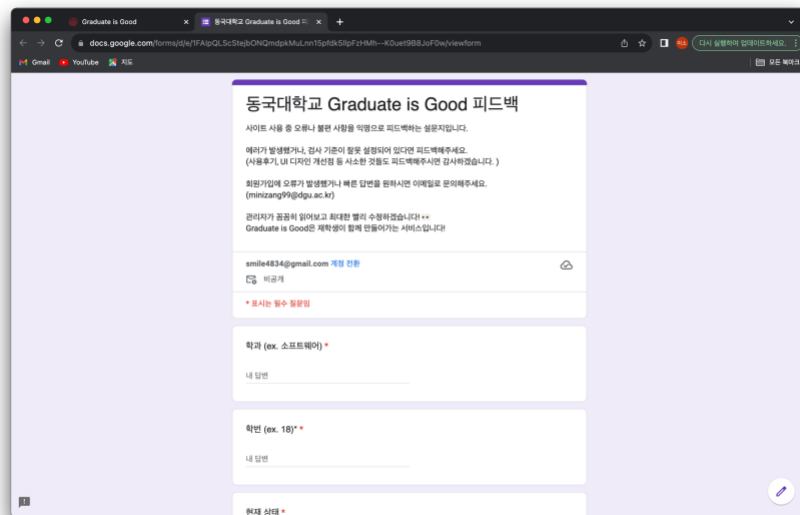 Graduate is Good
동국대학교 Graduate is Good 피드
docs.google.com/forms/d/e/1FAIpQLScStejbONQmdpkMuLnn15pfdkSllpFzHMh--K0uet9B8JoF0w/viewform
미소
다시 실행하여 업데이트하세요.
Gmail
YouTube
지도
모든 북마크
동국대학교 Graduate is Good 피드백
사이트 사용 중 오류나 불편 사항을 익명으로 피드백하는 설문지입니다.
에러가 발생했거나, 검사 기준이 잘못 설정되어 있다면 피드백해주세요.
(사용후기, UI 디자인 개선점 등 사소한 것들도 피드백해주시면 감사하겠습니다. )
회원가입에 오류가 발생했거나 빠른 답변을 원하시면 이메일로 문의해주세요.
(minizang99@dgu.ac.kr)
관리자가 꼼꼼히 읽어보고 최대한 빨리 수정하겠습니다! 👀
Graduate is Good은 재학생이 함께 만들어가는 서비스입니다!
smile4834@gmail.com 계정 전환
비공개
* 표시는 필수 질문임
학과 (ex. 소프트웨어) *
내 답변
학번 (ex. 18)* *
내 답변
현재 상태 *